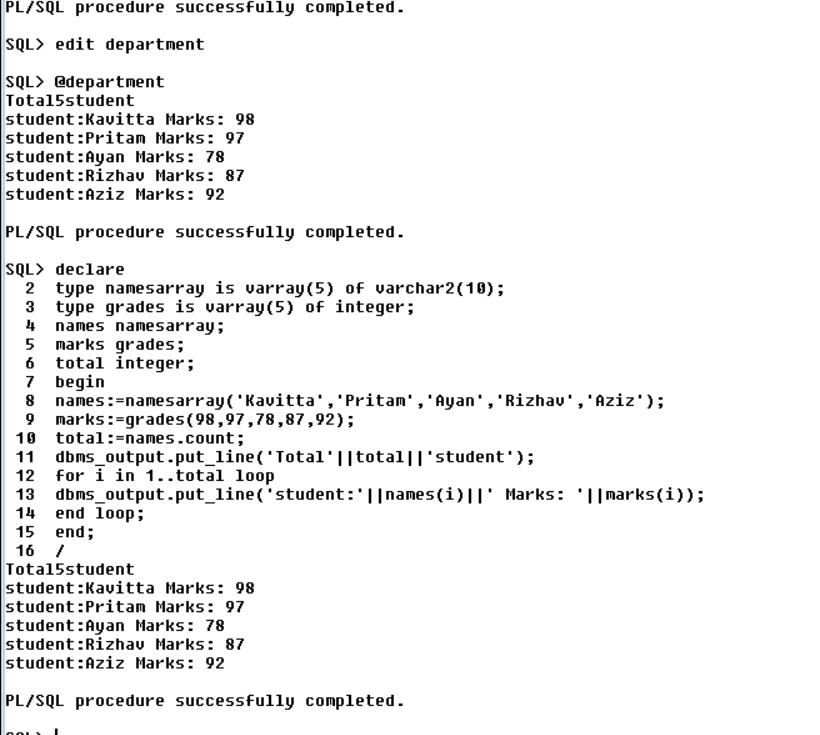 PL/SQL procedure successfully completed.
SQL> edit department
SQL> @department
Total5student
student:Kavitta Marks: 98
student:Pritam Marks: 97
student:Ayan Marks: 78
student:Rizhav Marks: 87
student:Aziz Marks: 92
PL/SQL procedure successfully completed.
SQL> declare
2 type namesarray is varray(5) of varchar2(10);
3 type grades is varray(5) of integer;
4 names namesarray;
5 marks grades;
6 total integer;
7 begin
8 names:=namesarray('Kavitta','Pritam','Ayan','Rizhav','Aziz');
9 marks:=grades(98,97,78,87,92);
10 total:=names.count;
11 dbms_output.put_line('Total'||total||'student');
12 for i in 1..total loop
13 dbms_output.put_line('student:'||names(i)||' Marks: '||marks(i));
14 end loop;
15 end;
16 /
Total5student
student:Kavitta Marks: 98
student:Pritam Marks: 97
student:Ayan Marks: 78
student:Rizhav Marks: 87
student:Aziz Marks: 92
PL/SQL procedure successfully completed.
SQL>